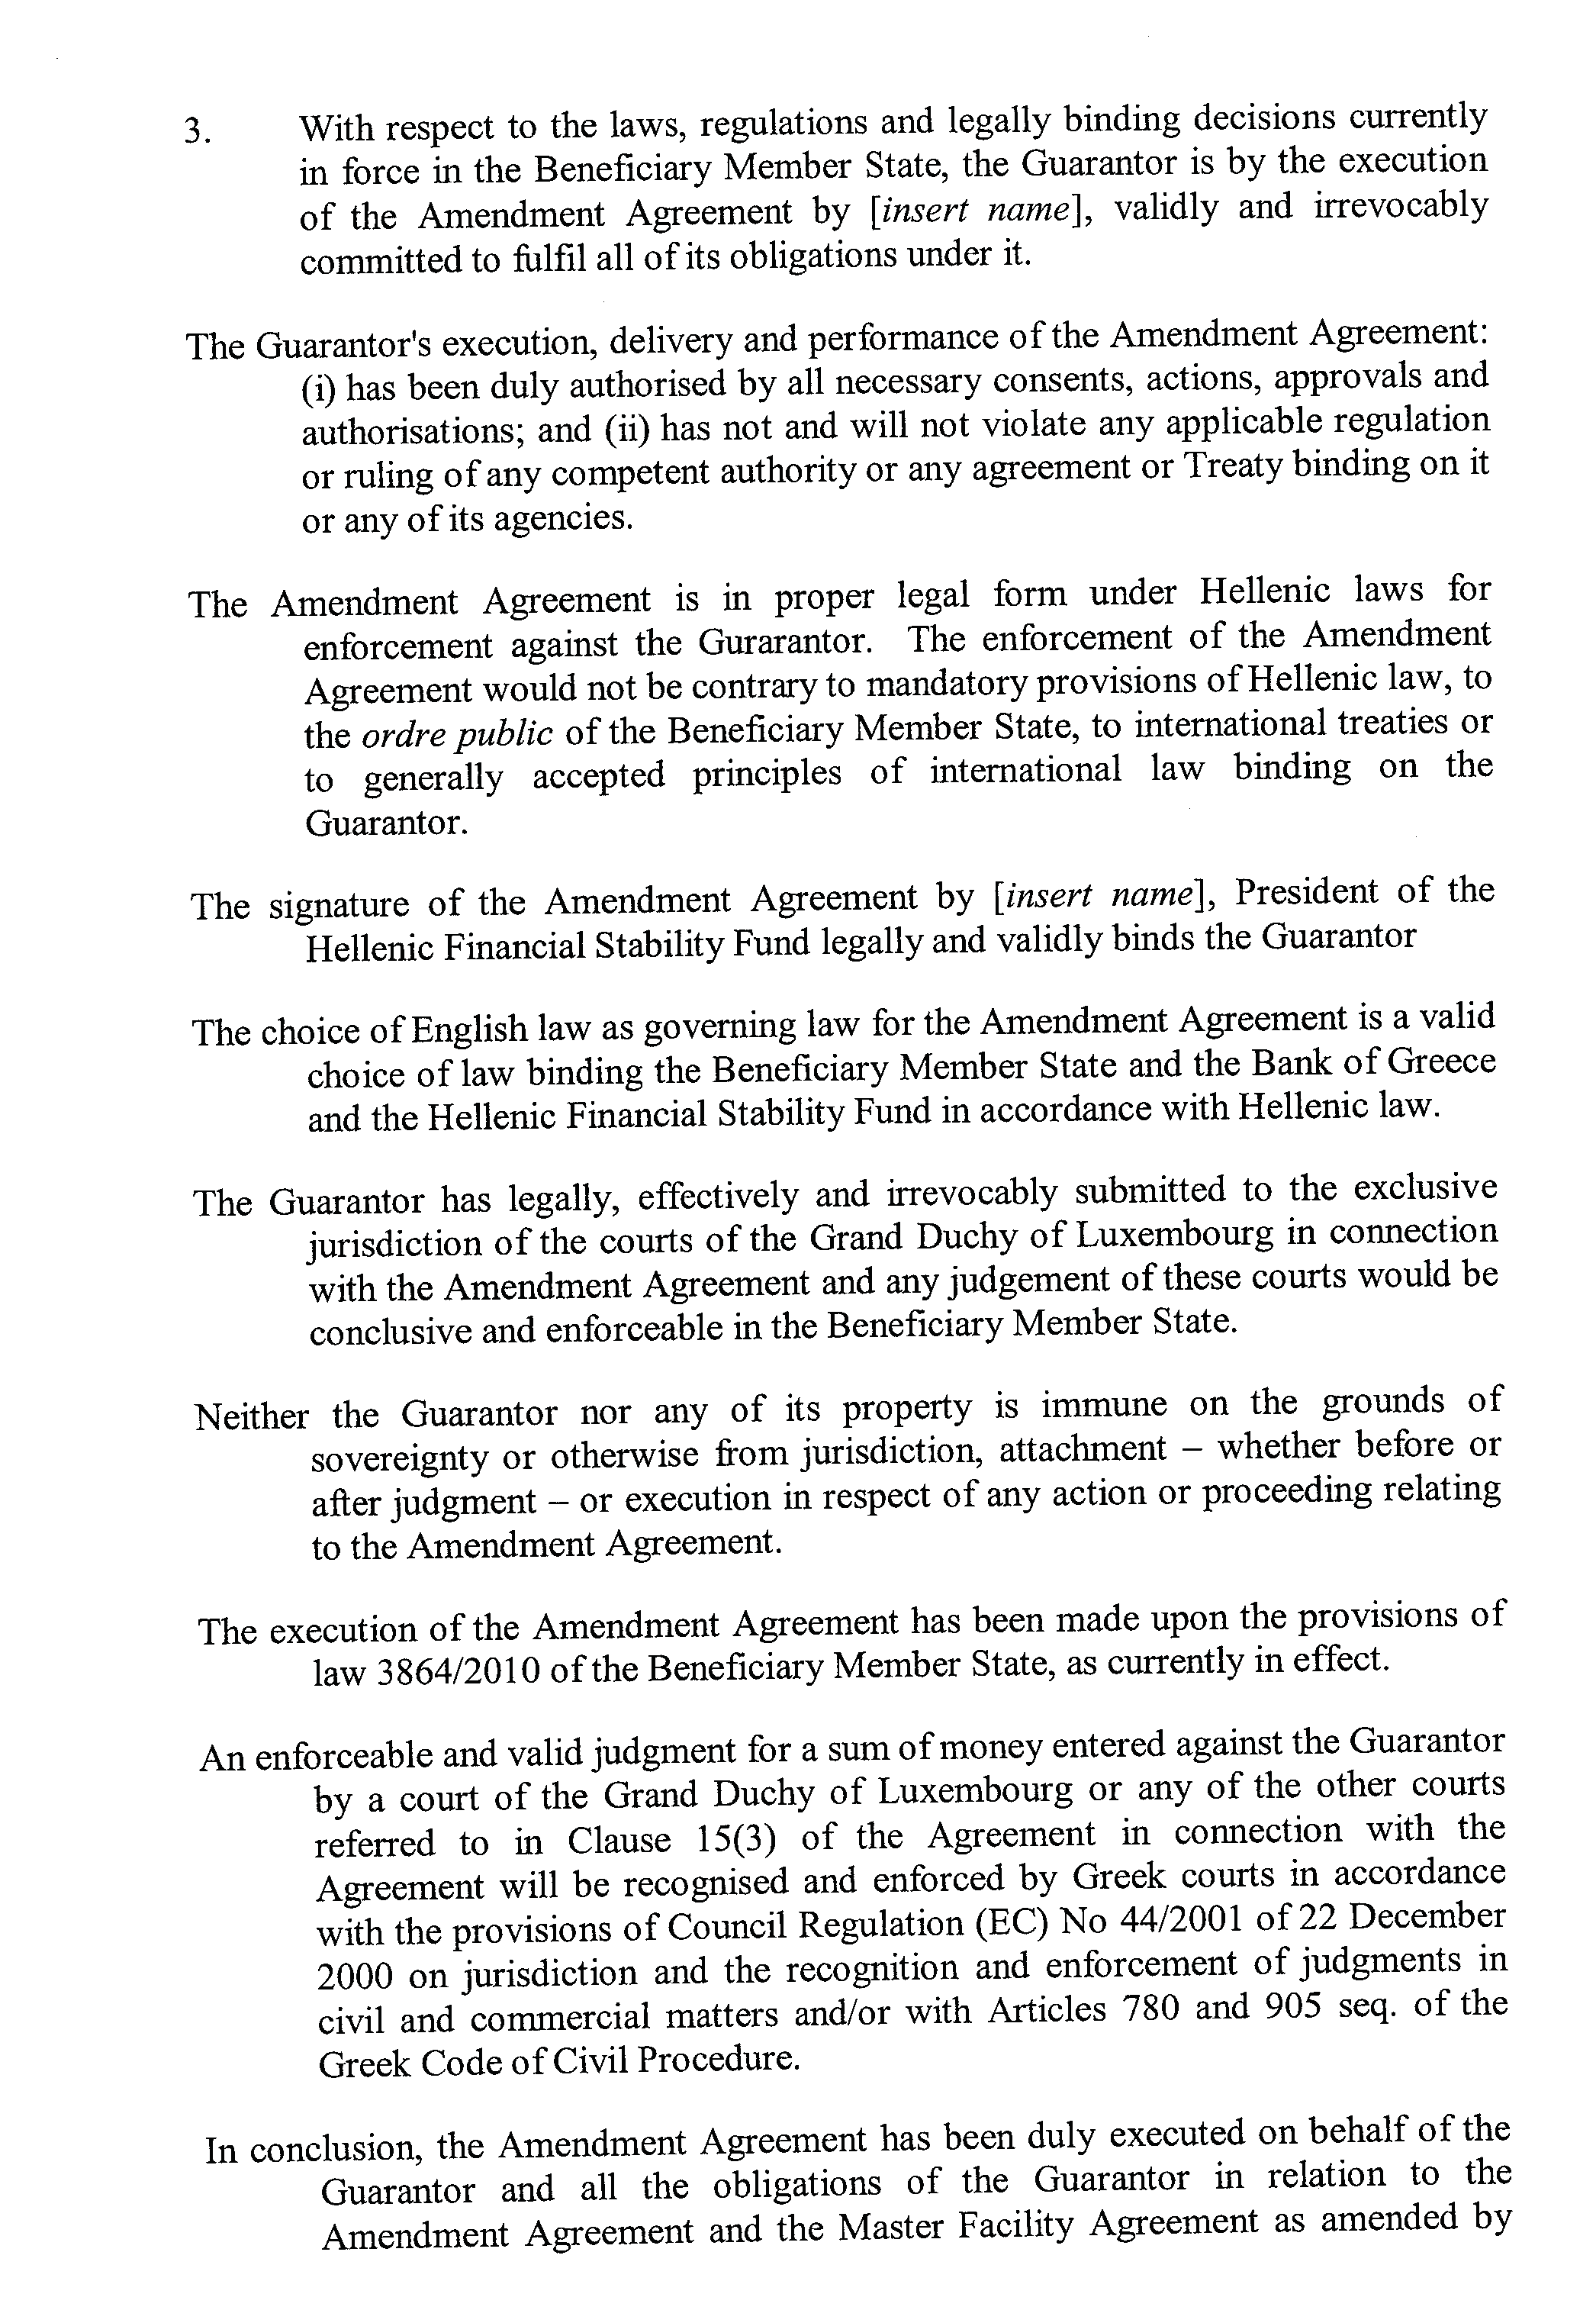 3. With respect to the laws, regulations and legally binding decisions currently
in force in the Beneficiary Member State, the Guarantor is by the execution
of the Amendment Agreement by [insert name], validly and irrevocably
committed to fulfil all of its obligations under it.
The Guarantor's execution, delivery and performance of the Amendment Agreement:
(i) has been duly authorised by all necessary consents, actions, approvals and
authorisations; and (ii) has not and will not violate any applicable regulation
or ruling of any competent authority or any agreement or Treaty binding on it
or any of its agencies.
The Amendment Agreement is in proper legal form under Hellenic laws for
enforcement against the Gurarantor. The enforcement of the Amendment
Agreement would not be contrary to mandatory provisions of Hellenic law, to
the ordre public of the Beneficiary Member State, to international treaties or
to generally accepted principles of international law binding on the
Guarantor.
The signature of the Amendment Agreement by [insert name], President of the
Hellenic Financial Stability Fund legally and validly binds the Guarantor
The choice of English law as governing law for the Amendment Agreement is a valid
choice of law binding the Beneficiary Member State and the Bank of Greece
and the Hellenic Financial Stability Fund in accordance with Hellenic law.
The Guarantor has legally, effectively and irrevocably submitted to the exclusive
jurisdiction of the courts of the Grand Duchy of Luxembourg in connection
with the Amendment Agreement and any judgement of these courts would be
conclusive and enforceable in the Beneficiary Member State.
Neither the Guarantor nor any of its property is immune on the grounds of
sovereignty or otherwise from jurisdiction, attachment – whether before or
after judgment – or execution in respect of any action or proceeding relating
to the Amendment Agreement.
The execution of the Amendment Agreement has been made upon the provisions of
law 3864/2010 of the Beneficiary Member State, as currently in effect.
An enforceable and valid judgment for a sum of money entered against the Guarantor
by a court of the Grand Duchy of Luxembourg or any of the other courts
referred to in Clause 15(3) of the Agreement in connection with the
Agreement will be recognised and enforced by Greek courts in accordance
with the provisions of Council Regulation (EC) No 44/2001 of 22 December
2000 on jurisdiction and the recognition and enforcement of judgments in
civil and commercial matters and/or with Articles 780 and 905 seq. of the
Greek Code of Civil Procedure.
In conclusion, the Amendment Agreement has been duly executed on behalf of the
Guarantor and all the obligations of the Guarantor in relation to the
Amendment Agreement and the Master Facility Agreement as amended by